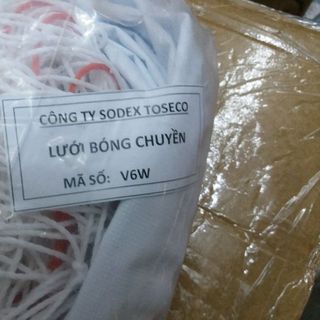 CÔNG TY SODEX TOSECO
LƯỚI BÓNG CHUYỀN
MÃ SỐ: V6W